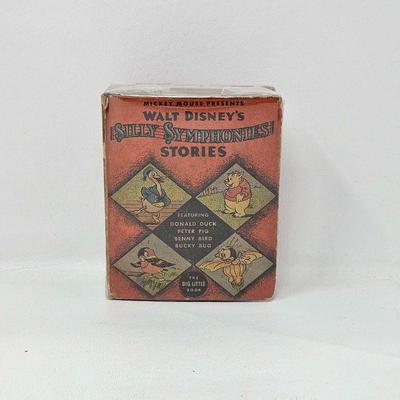 MICKEY MOUSE PRESENTS
WALT DISNEY'S
SILLY SYMPHONIES
STORIES
FEATURING
DONALD DUCK
PETER PIG
BENNY BIRD
BUCKY BUG
THE
BIG LITTLE
BOOK